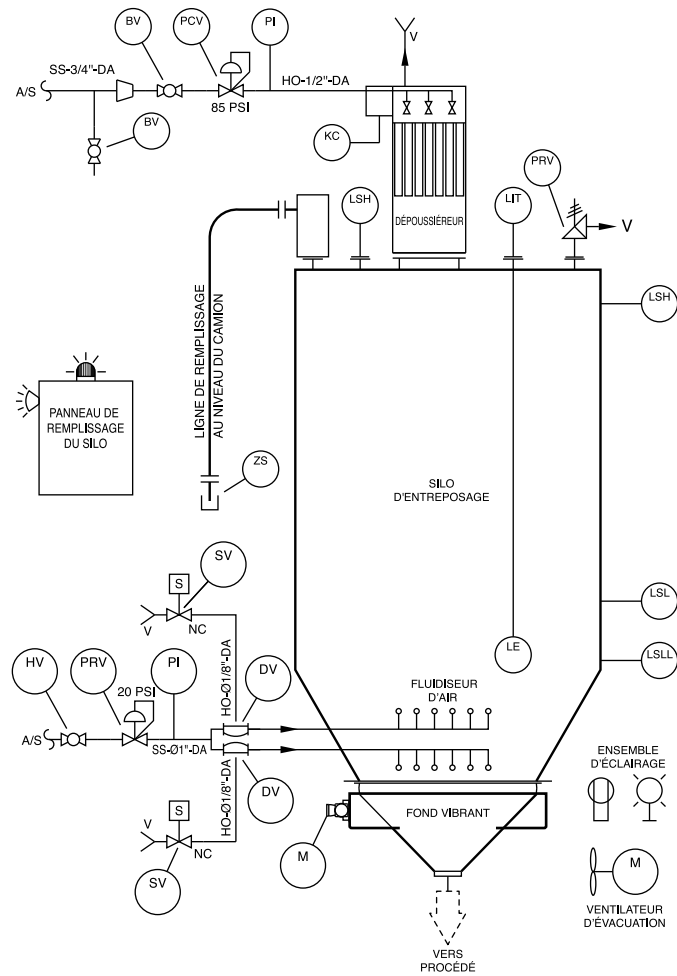 BV
PCV
PI
V
SS-3/4"-DA
HO-1/2"-DA
A/S
85 PSI
BV
KC
DÉPOUSSIÉREUR
LSH
LIT
PRV
V
LSH
LIGNE DE REMPLISSAGE
AU NIVEAU DU CAMION
PANNEAU DE
REMPLISSAGE
DU SILO
ZS
SILO
D'ENTREPOSAGE
S
SV
V
NC
HO-Ø1/8"-DA
LSL
LE
LSLL
HV
PRV
PI
DV
20 PSI
FLUIDISEUR
D'AIR
A/S
SS-Ø1"-DA
HO-Ø1/8"-DA
DV
ENSEMBLE
D'ÉCLAIRAGE
S
V
NC
SV
M
FOND VIBRANT
M
VENTILATEUR
D'ÉVACUATION
VERS
PROCÉDÉ